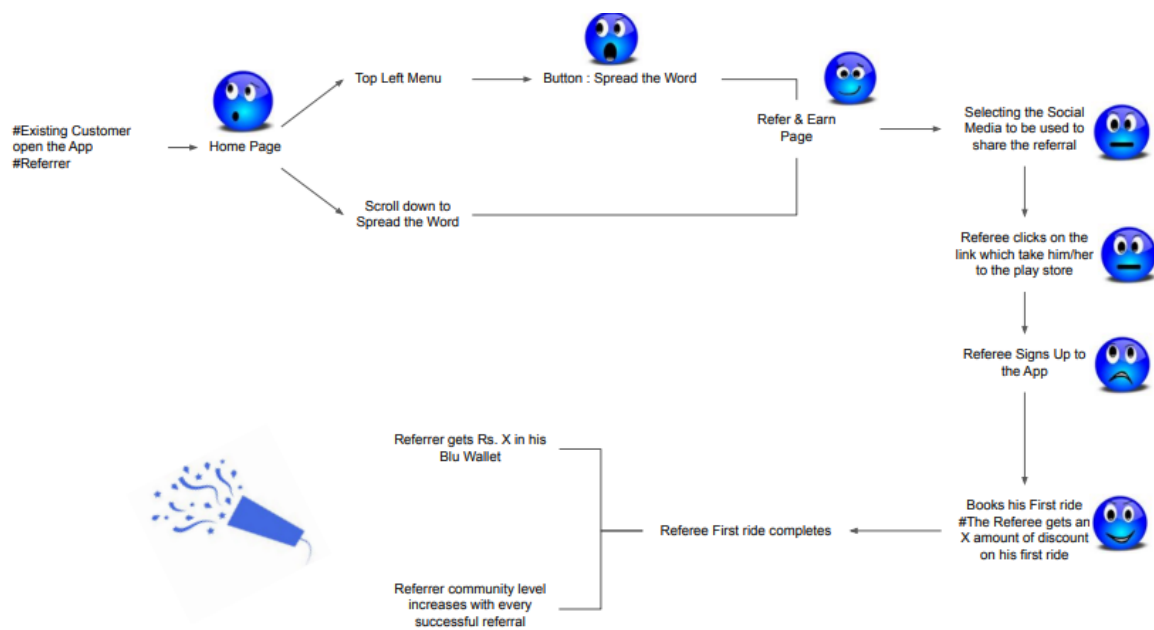 #Existing Customer
open the App
#Referrer
Home Page
Top Left Menu
Button : Spread the Word
Scroll down to
Spread the Word
Refer & Earn
Page
Selecting the Social
Media to be used to
share the referral
Referee clicks on the
link which take him/her
to the play store
Referee Signs Up to
the App
Books his First ride
#The Referee gets an
X amount of discount
on his first ride
Referee First ride completes
Referrer gets Rs. X in his
Blu Wallet
Referrer community level
increases with every
successful referral